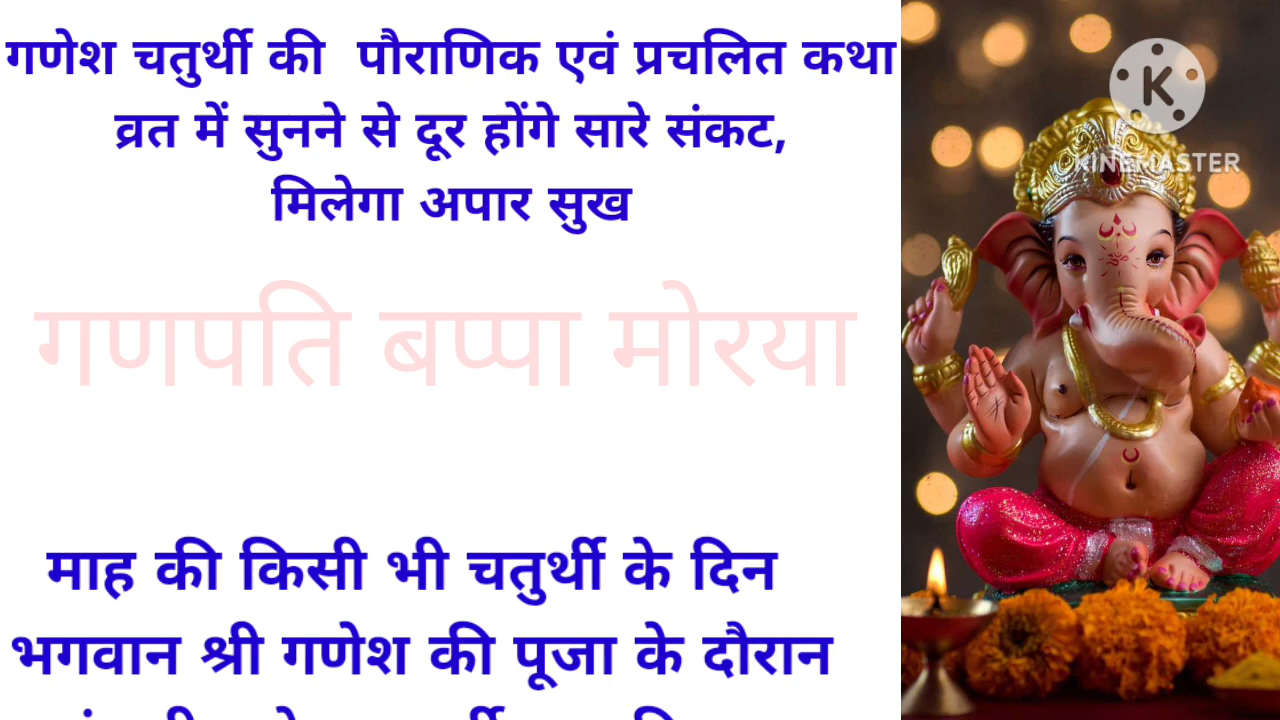 गणेश चतुर्थी की पौराणिक एवं प्रचलित कथा
व्रत में सुनने से दूर होंगे सारे संकट,
मिलेगा अपार सुख
गणपति बप्पा मोरया
माह की किसी भी चतुर्थी के दिन
भगवान श्री गणेश की पूजा के दौरान
K
KINEMASTER